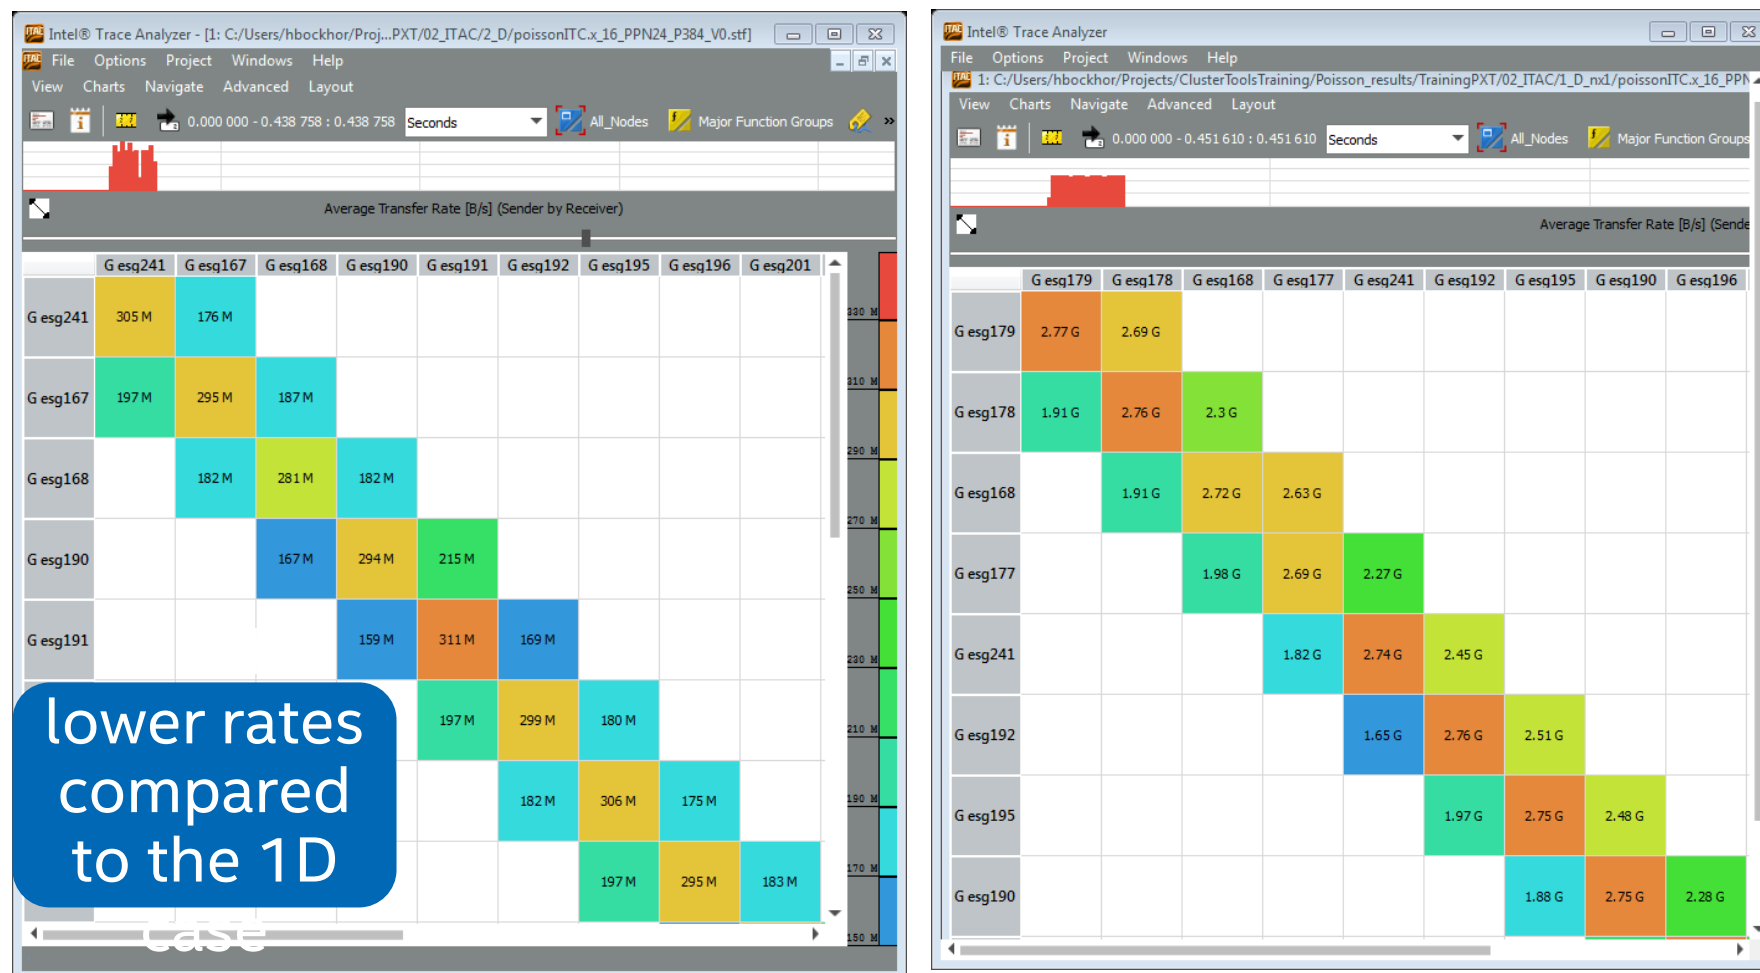 Intel® Trace Analyzer - [1: C:/Users/hbockhor/Proj...PXT/02_ITAC/2_D/poissonITC.x_16_PPN24_P384_V0.stf]
File Options Project Windows Help
View Charts Navigate Advanced Layout
0.000 000 - 0.438 758 : 0.438 758 Seconds All_Nodes Major Function Groups »
Average Transfer Rate [B/s] (Sender by Receiver)
G esg241 G esg167 G esg168 G esg190 G esg191 G esg192 G esg195 G esg196 G esg201
G esg241 305 M 176 M
G esg167 197 M 295 M 187 M
G esg168 182 M 281 M 182 M
G esg190 167 M 294 M 215 M
G esg191 159 M 311 M 169 M
197 M 299 M 180 M
182 M 306 M 175 M
197 M 295 M 183 M
330 M
310 M
290 M
270 M
250 M
230 M
210 M
190 M
170 M
150 M
lower rates
compared
to the 1D
case
Intel® Trace Analyzer
File Options Project Windows Help
1: C:/Users/hbockhor/Projects/ClusterToolsTraining/Poisson_results/TrainingPXT/02_ITAC/1_D_nx1/poissonITC.x_16_PPN
View Charts Navigate Advanced Layout
0.000 000 - 0.451 610 : 0.451 610 Seconds All_Nodes Major Function Groups
Average Transfer Rate [B/s] (Sende
G esg179 G esg178 G esg168 G esg177 G esg241 G esg192 G esg195 G esg190 G esg196
G esg179 2.77 G 2.69 G
G esg178 1.91 G 2.76 G 2.3 G
G esg168 1.91 G 2.72 G 2.63 G
G esg177 1.98 G 2.69 G 2.27 G
G esg241 1.82 G 2.74 G 2.45 G
G esg192 1.65 G 2.76 G 2.51 G
G esg195 1.97 G 2.75 G 2.48 G
G esg190 1.88 G 2.75 G 2.28 G